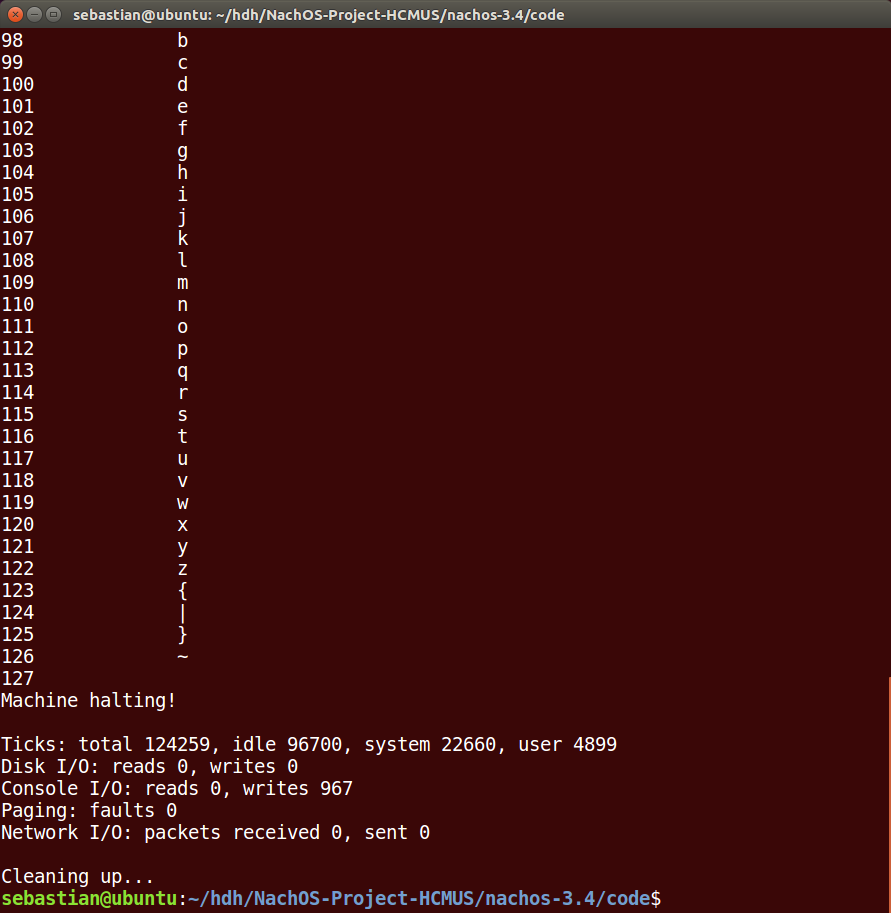 sebastian@ubuntu: ~/hdh/NachOS-Project-HCMUS/nachos-3.4/code
98 b
99 c
100 d
101 e
102 f
103 g
104 h
105 i
106 j
107 k
108 l
109 m
110 n
111 o
112 p
113 q
114 r
115 s
116 t
117 u
118 v
119 w
120 x
121 y
122 z
123 {
124 |
125 }
126 ~
127
Machine halting!
Ticks: total 124259, idle 96700, system 22660, user 4899
Disk I/O: reads 0, writes 0
Console I/O: reads 0, writes 967
Paging: faults 0
Network I/O: packets received 0, sent 0
Cleaning up...
sebastian@ubuntu:~/hdh/NachOS-Project-HCMUS/nachos-3.4/code$